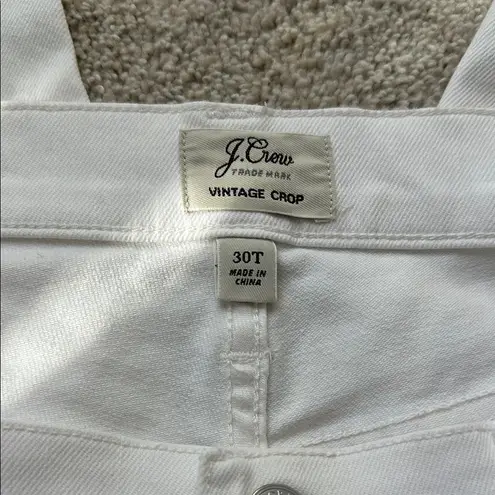 J.Crew
TRADE MARK
VINTAGE CROP
30T
MADE IN
CHINA